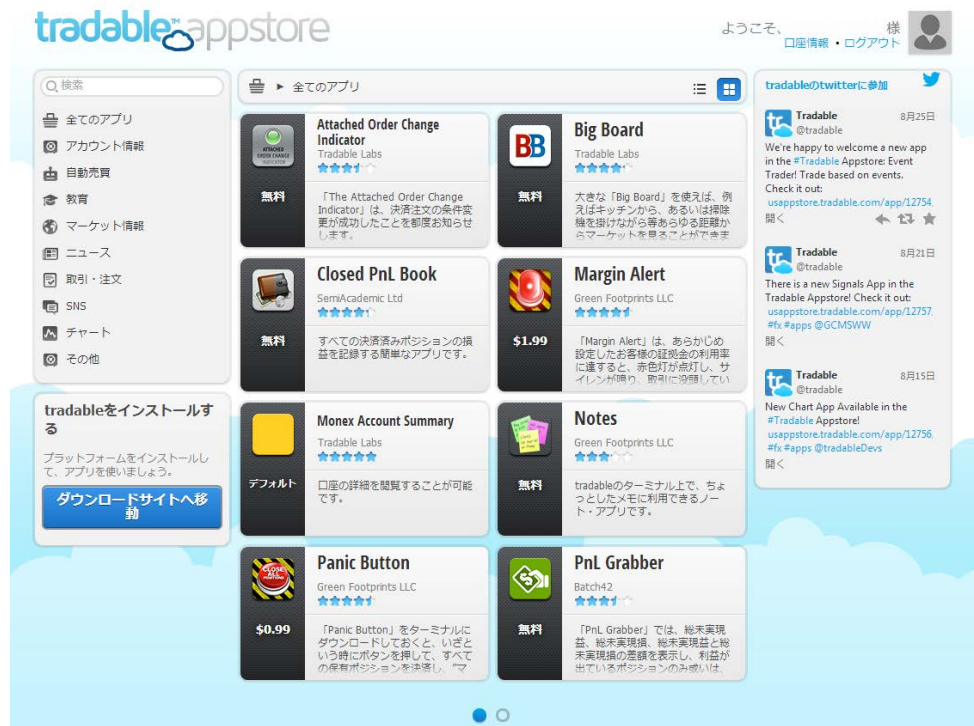 tradable™appstore
ようこそ、 様
口座情報 • ログアウト
検索
全てのアプリ
アカウント情報
自動売買
教育
マーケット情報
ニュース
取引・注文
SNS
チャート
その他
tradableをインストールす
る
プラットフォームをインストールし
て、アプリを使いましょう。
ダウンロードサイトへ移
動
全てのアプリ
ATTACHED
ORDER CHANGE
INDICATOR
無料
Attached Order Change
Indicator
Tradable Labs
「The Attached Order Change
Indicator」は、決済注文の条件変
更が成功したことを都度お知らせ
します。
BB
無料
Big Board
Tradable Labs
大きな「Big Board」を使えば、例
えばキッチンから、あるいは掃除
機を掛けながら等あらゆる距離か
らマーケットを見ることができま
無料
Closed PnL Book
SemiAcademic Ltd
すべての決済済みポジションの損
益を記録する簡単なアプリです。
$1.99
Margin Alert
Green Footprints LLC
「Margin Alert」は、あらかじめ
設定したお客様の証拠金の利用率
に達すると、赤色灯が点灯し、サ
イレンが鳴り、取引に没頭してい
デフォルト
Monex Account Summary
Tradable Labs
口座の詳細を閲覧することが可能
です。
無料
Notes
Green Footprints LLC
tradableのターミナル上で、ちょ
っとしたメモに利用できるノー
ト・アプリです。
CLOSE
ALL
POSITIONS
$0.99
Panic Button
Green Footprints LLC
「Panic Button」をターミナルに
ダウンロードしておくと、いざと
いう時にボタンを押して、すべて
の保有ポジションを決済し、"マ
無料
PnL Grabber
Batch42
「PnL Grabber」では、総未実現
益、総未実現損、総未実現益と総
未実現損の差額を表示し、利益が
出ているポジションのみ或いは、
tradableのtwitterに参加
Tradable 8月25日
@tradable
We're happy to welcome a new app
in the #Tradable Appstore: Event
Trader! Trade based on events.
Check it out:
usappstore.tradable.com/app/12754.
開く
Tradable 8月21日
@tradable
There is a new Signals App in the
Tradable Appstore! Check it out:
usappstore.tradable.com/app/12757.
#fx #apps @GCMSWW
開く
Tradable 8月15日
@tradable
New Chart App Available in the
#Tradable Appstore!
usappstore.tradable.com/app/12756.
#fx #apps @tradableDevs
開く